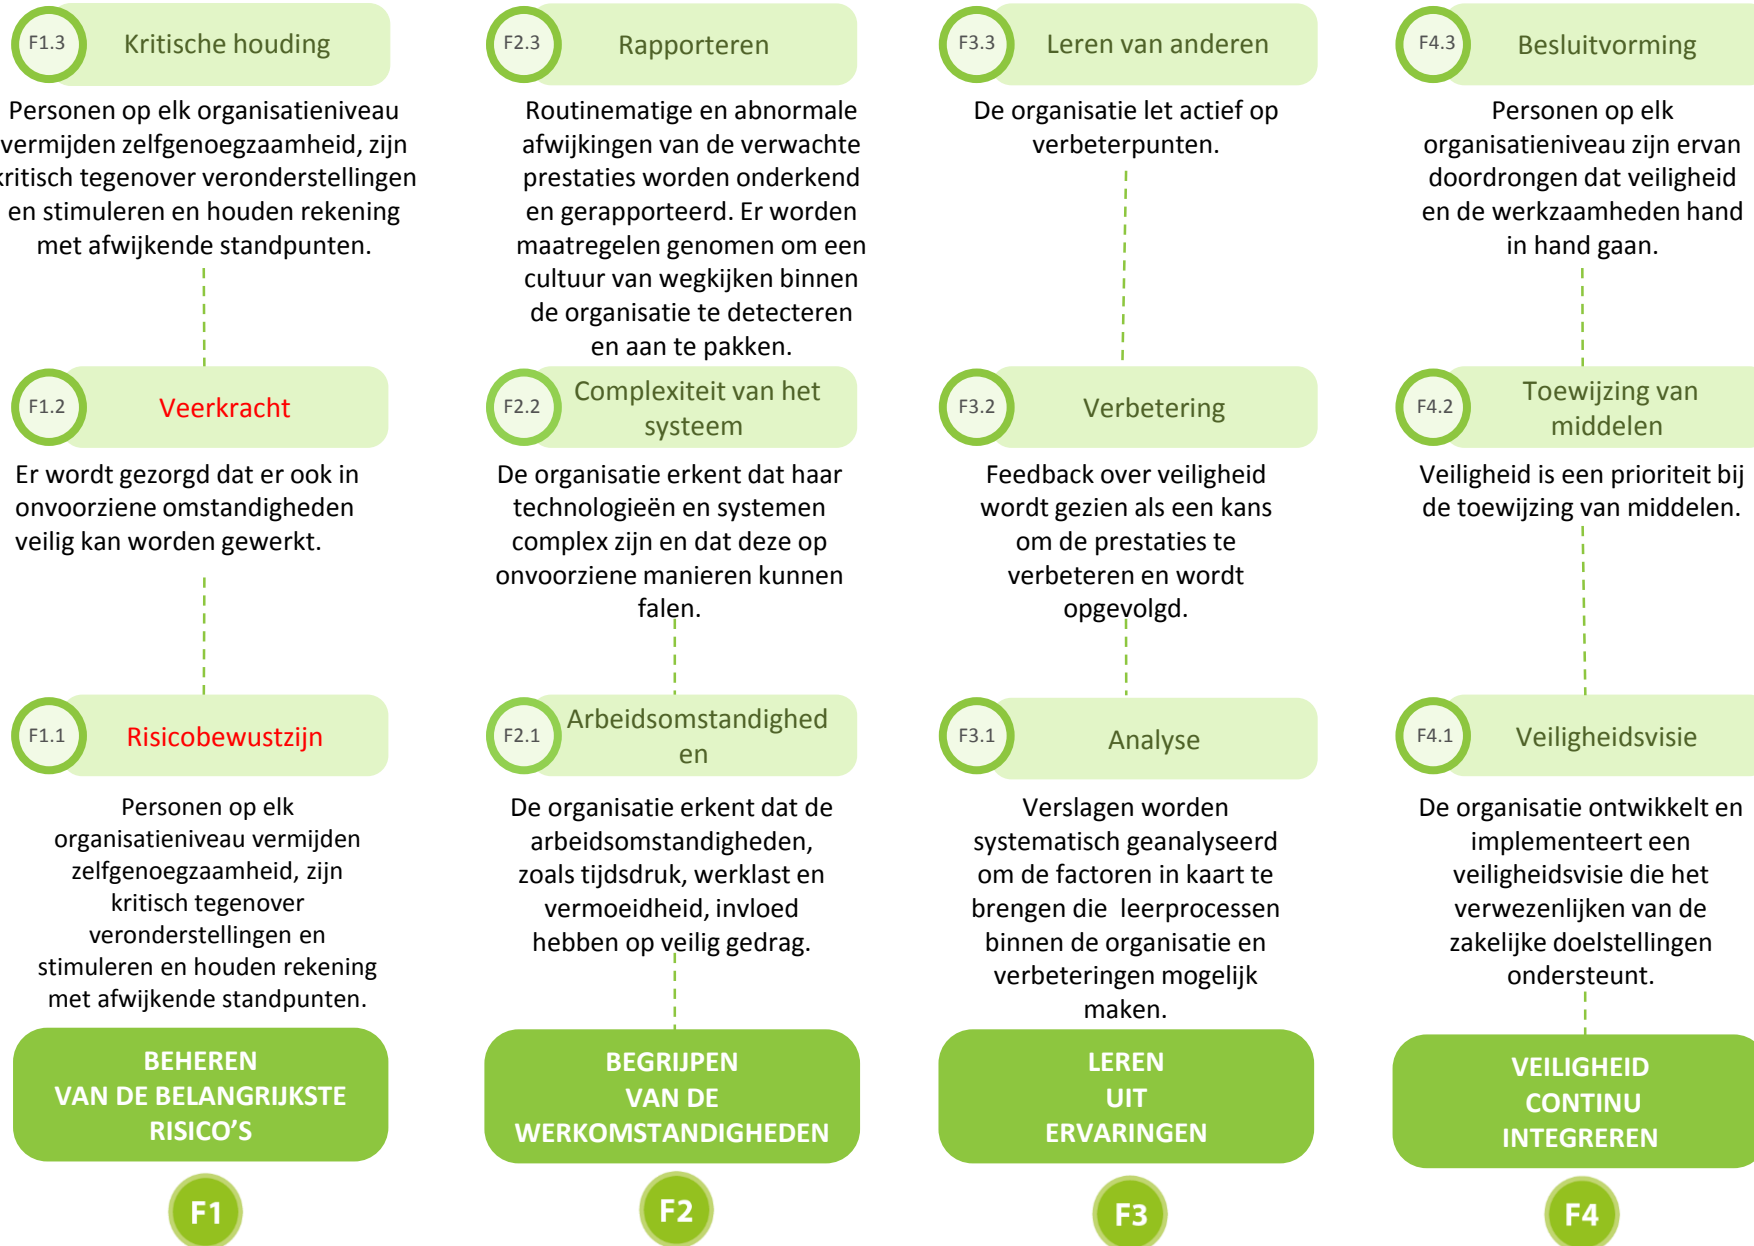 F1.3
Kritische houding
Personen op elk organisatieniveau
vermijden zelfgenoegzaamheid, zijn
kritisch tegenover veronderstellingen
en stimuleren en houden rekening
met afwijkende standpunten.
F1.2
Veerkracht
Er wordt gezorgd dat er ook in
onvoorziene omstandigheden
veilig kan worden gewerkt.
F1.1
Risicobewustzijn
Personen op elk
organisatieniveau vermijden
zelfgenoegzaamheid, zijn
kritisch tegenover
veronderstellingen en
stimuleren en houden rekening
met afwijkende standpunten.
BEHEREN
VAN DE BELANGRIJKSTE
RISICO’S
F1
F2.3
Rapporteren
Routinematige en abnormale
afwijkingen van de verwachte
prestaties worden onderkend
en gerapporteerd. Er worden
maatregelen genomen om een
cultuur van wegkijken binnen
de organisatie te detecteren
en aan te pakken.
F2.2
Complexiteit van het
systeem
De organisatie erkent dat haar
technologieën en systemen
complex zijn en dat deze op
onvoorziene manieren kunnen
falen.
F2.1
Arbeidsomstandighed
en
De organisatie erkent dat de
arbeidsomstandigheden,
zoals tijdsdruk, werklast en
vermoeidheid, invloed
hebben op veilig gedrag.
BEGRIJPEN
VAN DE
WERKOMSTANDIGHEDEN
F2
F3.3
Leren van anderen
De organisatie let actief op
verbeterpunten.
F3.2
Verbetering
Feedback over veiligheid
wordt gezien als een kans
om de prestaties te
verbeteren en wordt
opgevolgd.
F3.1
Analyse
Verslagen worden
systematisch geanalyseerd
om de factoren in kaart te
brengen die  leerprocessen
binnen de organisatie en
verbeteringen mogelijk
maken.
LEREN
UIT
ERVARINGEN
F3
F4.3
Besluitvorming
Personen op elk
organisatieniveau zijn ervan
doordrongen dat veiligheid
en de werkzaamheden hand
in hand gaan.
F4.2
Toewijzing van
middelen
Veiligheid is een prioriteit bij
de toewijzing van middelen.
F4.1
Veiligheidsvisie
De organisatie ontwikkelt en
implementeert een
veiligheidsvisie die het
verwezenlijken van de
zakelijke doelstellingen
ondersteunt.
VEILIGHEID
CONTINU
INTEGREREN
F4